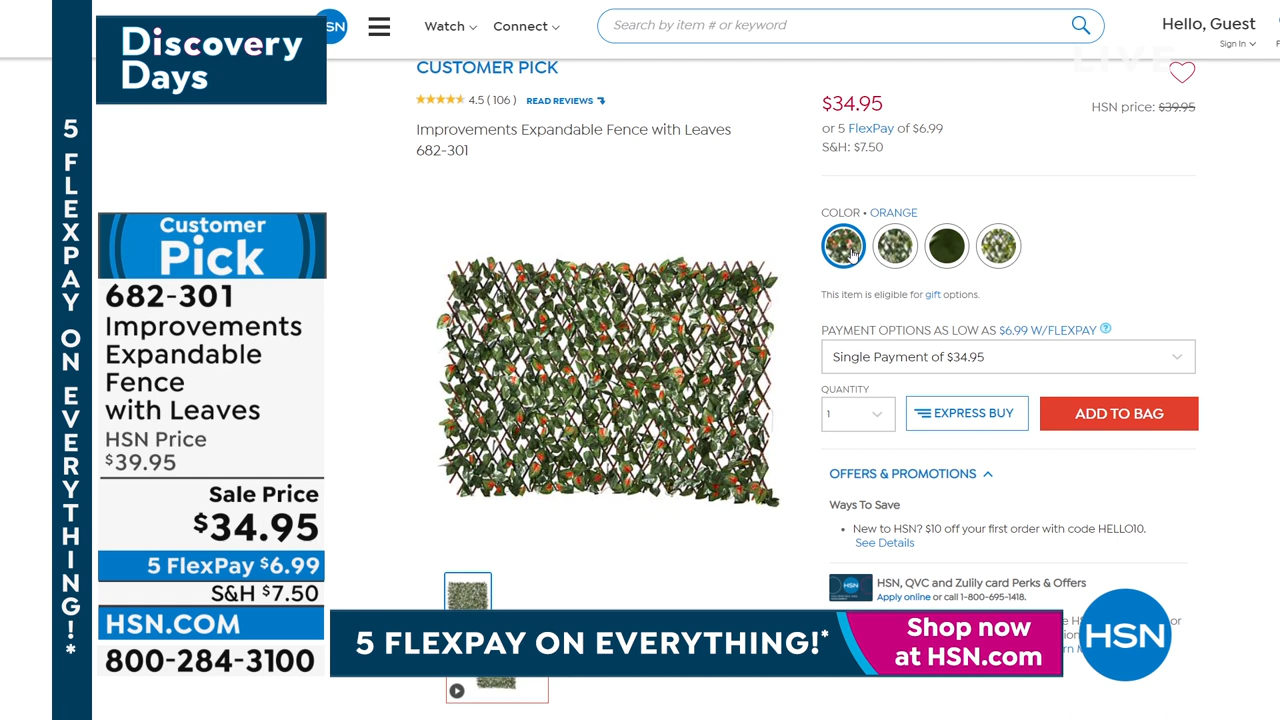 5 FLEXPAY ON EVERYTHING!*
Discovery
Days
Customer
Pick
682-301
Improvements
Expandable
Fence
with Leaves
HSN Price
$39.95
Sale Price
$34.95
5 FlexPay $6.99
S&H $7.50
HSN.COM
800-284-3100
SN
Watch
Connect
Search by item # or keyword
Hello, Guest
Sign In
LIVE
CUSTOMER PICK
4.5 (106) READ REVIEWS
Improvements Expandable Fence with Leaves
682-301
$34.95
HSN price: $39.95
or 5 FlexPay of $6.99
S&H: $7.50
COLOR • ORANGE
This item is eligible for gift options.
PAYMENT OPTIONS AS LOW AS $6.99 W/FLEXPAY ?
Single Payment of $34.95
QUANTITY
1
EXPRESS BUY
ADD TO BAG
OFFERS & PROMOTIONS
Ways To Save
• New to HSN? $10 off your first order with code HELLO10.
See Details
HSN
HSN, QVC and Zulily card Perks & Offers
Apply online or call 1-800-695-1418.
5 FLEXPAY ON EVERYTHING!*
Shop now
at HSN.com
HSN